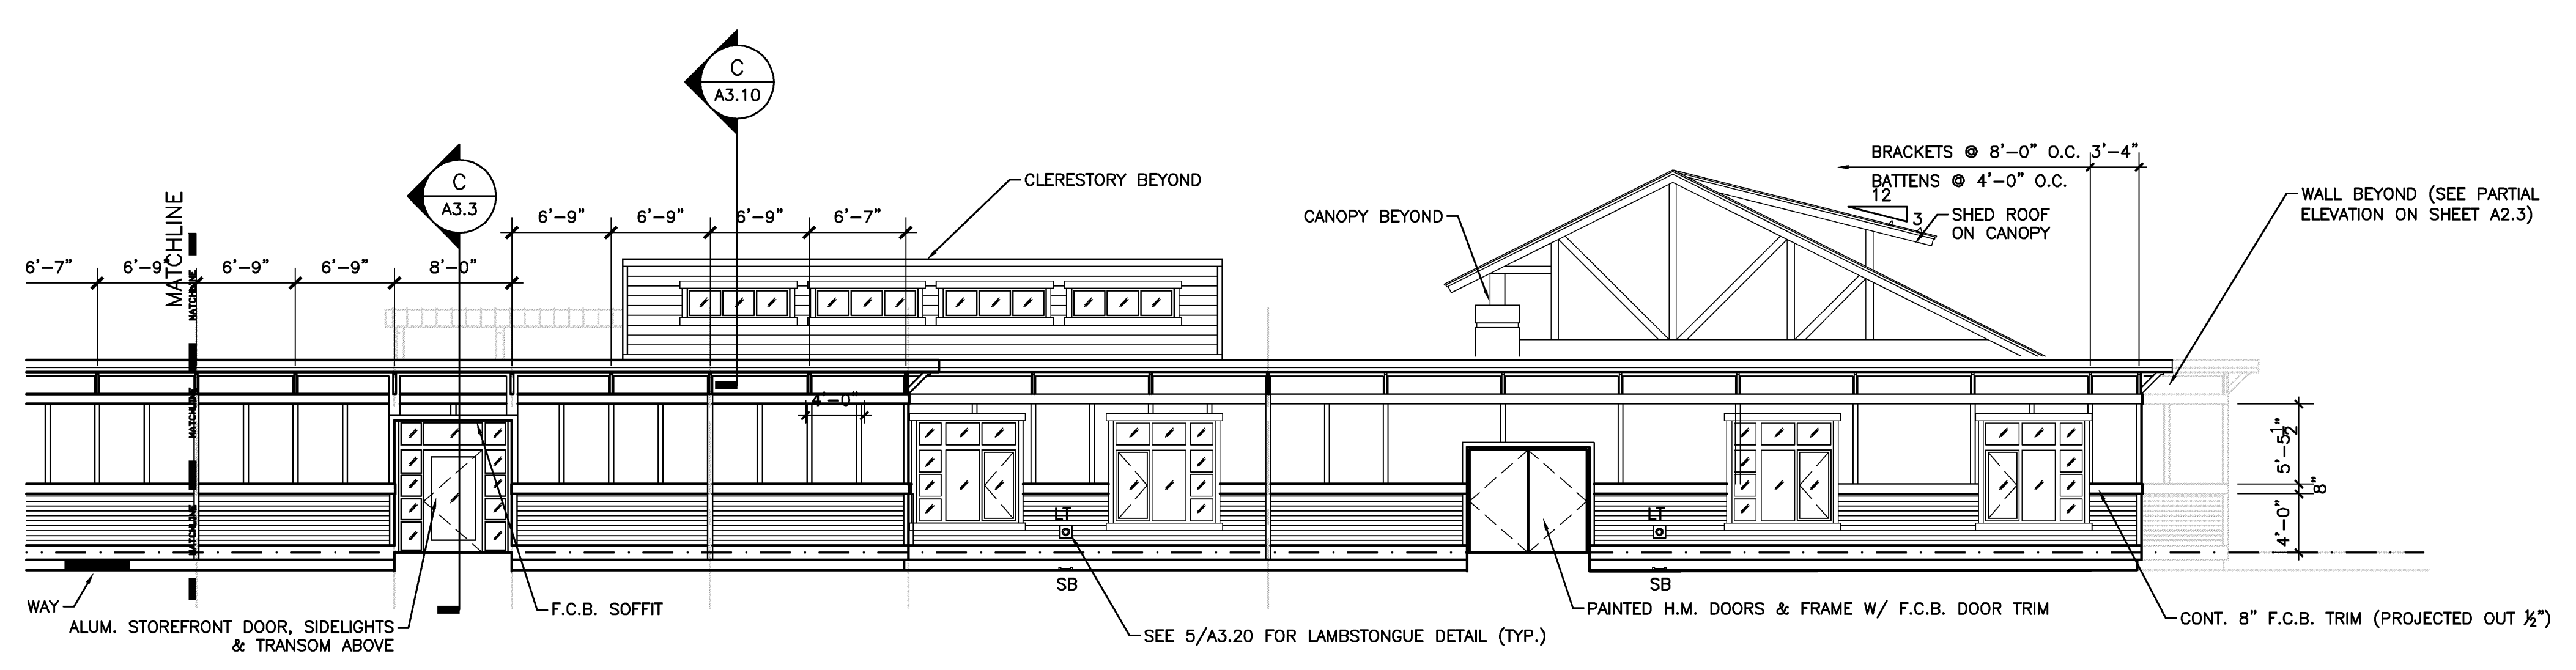 C
A3.10
C
A3.3
MATCHLINE
CLERESTORY BEYOND
CANOPY BEYOND
BRACKETS @ 8'-0" O.C. 3'-4"
BATTENS @ 4'-0" O.C.
12
3
SHED ROOF
ON CANOPY
WALL BEYOND (SEE PARTIAL
ELEVATION ON SHEET A2.3)
6'-9" 6'-9" 6'-9" 6'-7"
6'-7" 6'-9" 6'-9" 6'-9" 8'-0"
MATCHLINE
MATCHLINE
MATCHLINE
MATCHLINE
4'-0"
5'-5½"
8"
4'-0"
LT
LT
SB
SB
WAY
ALUM. STOREFRONT DOOR, SIDELIGHTS
& TRANSOM ABOVE
F.C.B. SOFFIT
SEE 5/A3.20 FOR LAMBSTONGUE DETAIL (TYP.)
PAINTED H.M. DOORS & FRAME W/ F.C.B. DOOR TRIM
CONT. 8" F.C.B. TRIM (PROJECTED OUT ½")